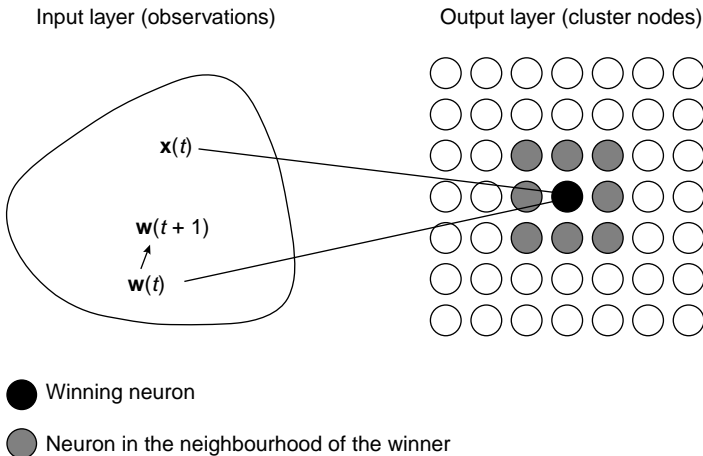 Input layer (observations)
Output layer (cluster nodes)
x(t)
w(t + 1)
w(t)
Winning neuron
Neuron in the neighbourhood of the winner